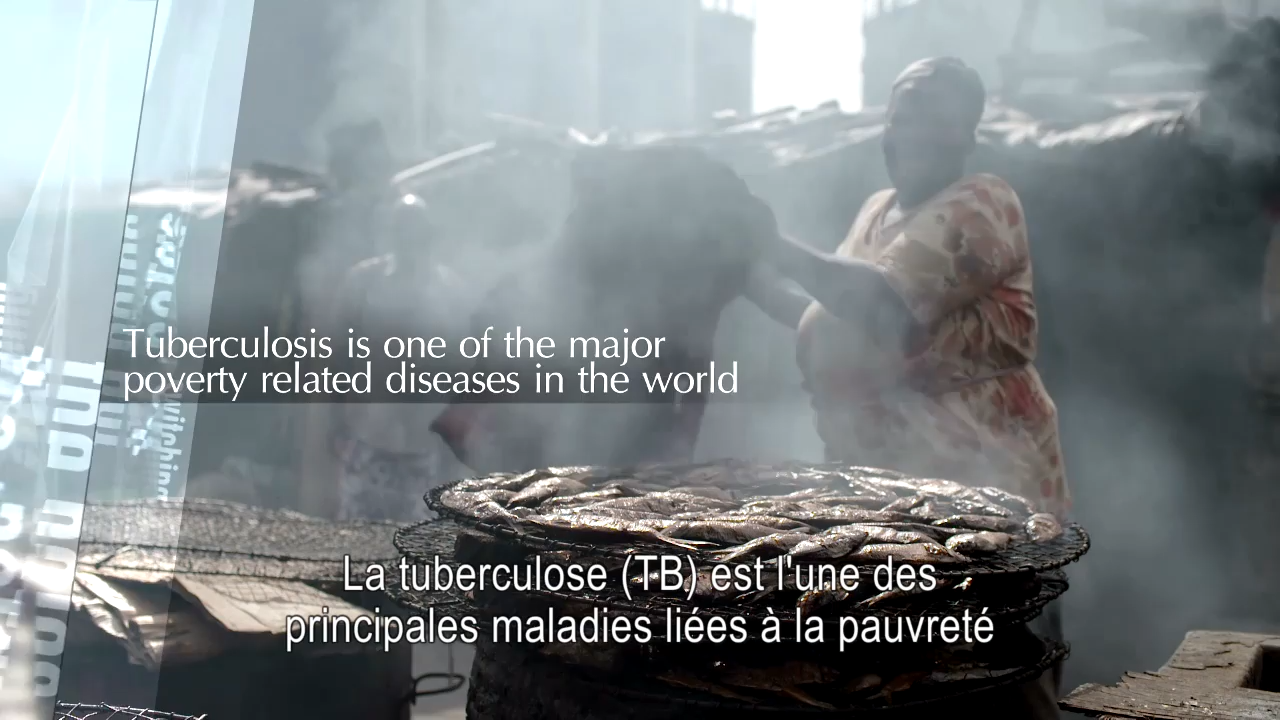 Tuberculosis is one of the major
poverty related diseases in the world
La tuberculose (TB) est l'une des
principales maladies liées à la pauvreté